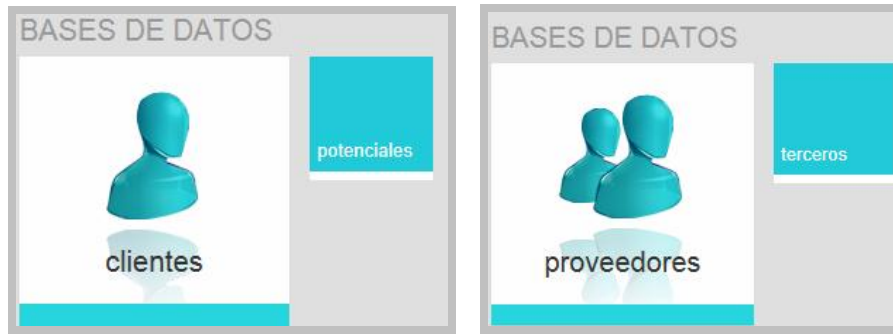 BASES DE DATOS
potenciales
clientes
BASES DE DATOS
terceros
proveedores